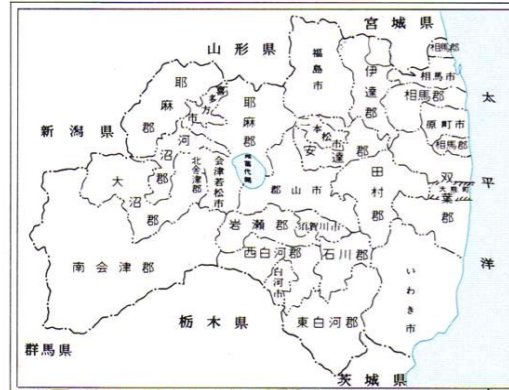 宮城県
山形県
福島市
伊達郡
相馬郡
相馬市
相馬郡
太平洋
喜多方市
耶麻郡
耶麻郡
新潟県
原町市
相馬郡
二本松市
安達郡
河沼郡
北会津郡
会津若松市
猪苗代湖
大沼郡
郡山市
田村郡
双葉郡
大熊町
岩瀬郡
須賀川市
南会津郡
西白河郡
石川郡
白河市
いわき市
栃木県
東白河郡
群馬県
茨城県